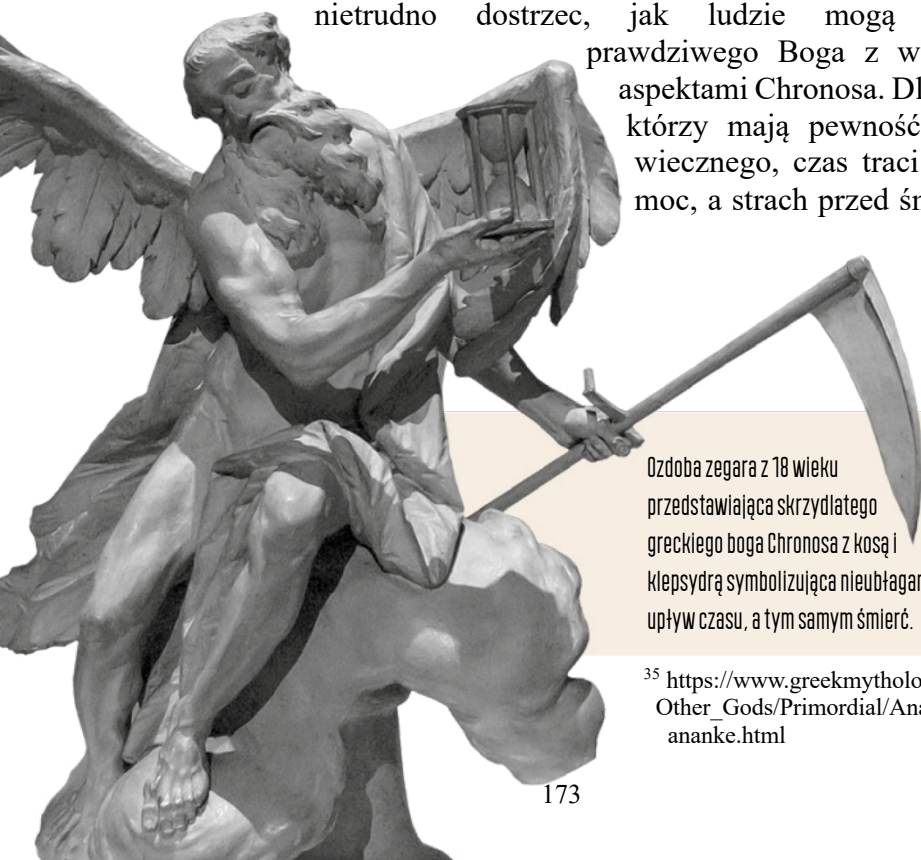 nietrudno dostrzec, jak ludzie mogą
prawdziwego Boga z w
aspektami Chronosa. Dl
którzy mają pewność
wiecznego, czas traci
moc, a strach przed śm
Ozdoba zegara z 18 wieku
przedstawiająca skrzydlatego
greckiego boga Chronosa z kosą i
klepsydrą symbolizująca nieubłagan
upływ czasu, a tym samym śmierć.
35 https://www.greekmytholo
Other_Gods/Primordial/Ana
ananke.html
173